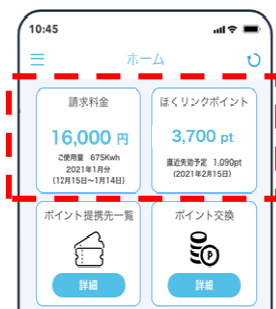 10:45
ホーム
請求料金
ほくリンクポイント
16,000 円
3,700 pt
ご使用量 675Kwh
2021年1月分
(12月15日~1月14日)
直近失効予定 1,090pt
(2021年2月15日)
ポイント提携先一覧
ポイント交換
P
詳細
詳細